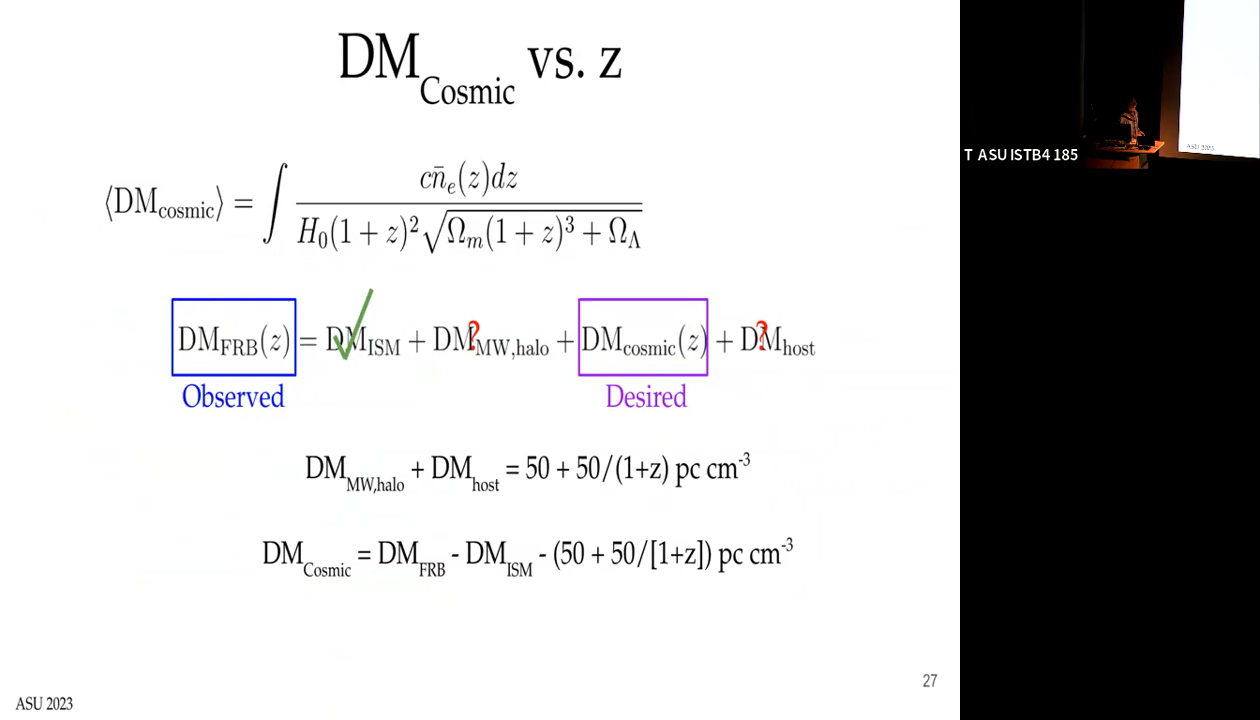 DM_Cosmic vs. z
⟨DM_cosmic⟩ = ∫ c n̄_e(z)dz / H_0(1 + z)^2 √Ω_m(1 + z)^3 + Ω_Λ
DM_FRB(z) = DM_ISM + DM_MW,halo + DM_cosmic(z) + DM_host
✓ ? ?
Observed Desired
DM_MW,halo + DM_host = 50 + 50/(1+z) pc cm^-3
DM_Cosmic = DM_FRB - DM_ISM - (50 + 50/[1+z]) pc cm^-3
27
ASU 2023
T ASU ISTB4 185
ASU 2023